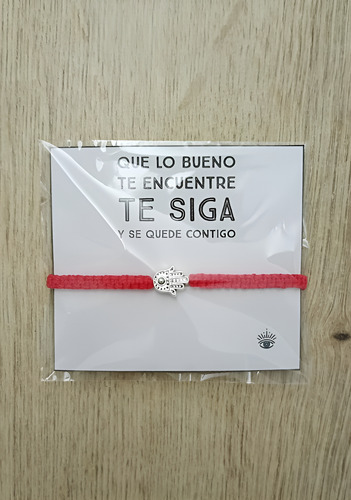 QUE LO BUENO
TE ENCUENTRE
TE SIGA
Y SE QUEDE CONTIGO